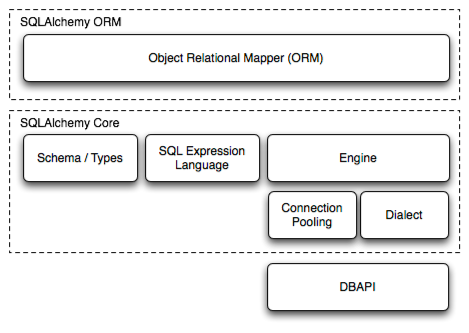 SQLAlchemy ORM
Object Relational Mapper (ORM)
SQLAlchemy Core
Schema / Types
SQL Expression
Language
Engine
Connection
Pooling
Dialect
DBAPI